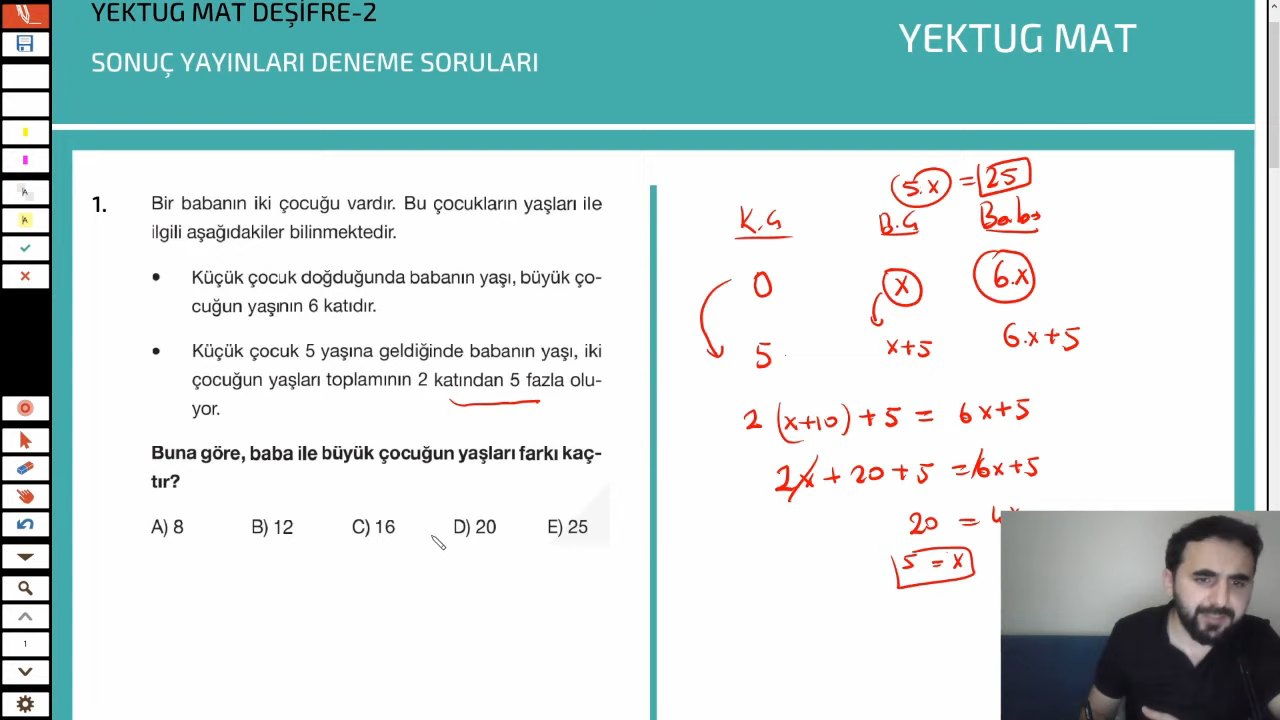 YEKTUG MAT DEŞİFRE-2
SONUÇ YAYINLARI DENEME SORULARI
YEKTUG MAT
1.
Bir babanın iki çocuğu vardır. Bu çocukların yaşları ile
ilgili aşağıdakiler bilinmektedir.
• Küçük çocuk doğduğunda babanın yaşı, büyük ço-
cuğun yaşının 6 katıdır.
• Küçük çocuk 5 yaşına geldiğinde babanın yaşı, iki
çocuğun yaşları toplamının 2 katından 5 fazla olu-
yor.
Buna göre, baba ile büyük çocuğun yaşları farkı kaç-
tır?
A) 8 B) 12 C) 16 D) 20 E) 25
5.x = 25
K.Ç B.Ç Baba
0 x 6.x
5 x+5 6.x+5
2 (x+10) + 5 = 6x+5
2x + 20 + 5 = 6x+5
20 = 4x
5 = x
1